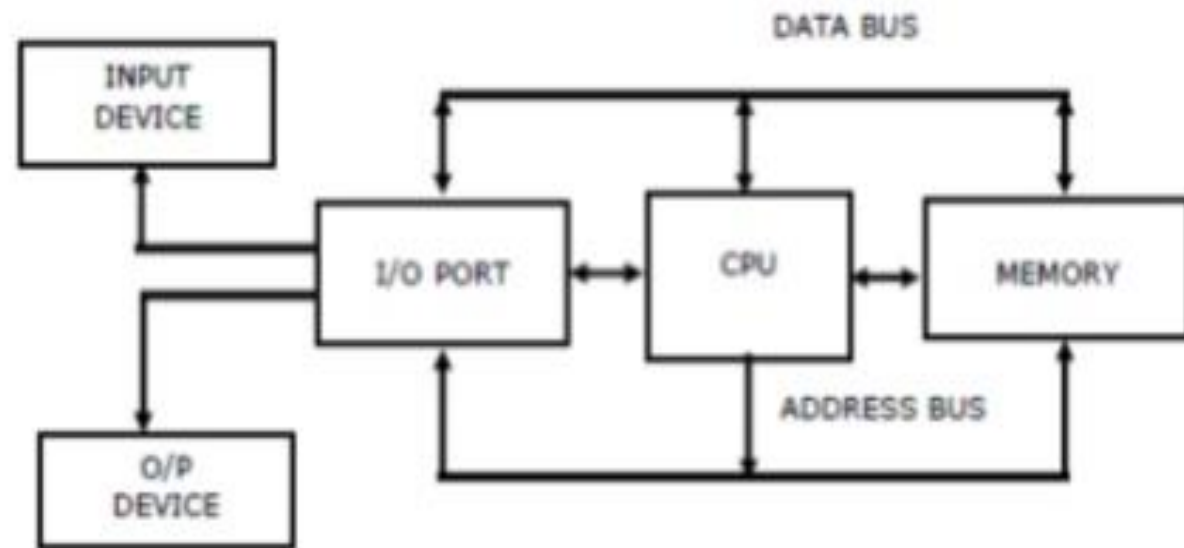 DATA BUS
INPUT
DEVICE
I/O PORT
CPU
MEMORY
ADDRESS BUS
O/P
DEVICE